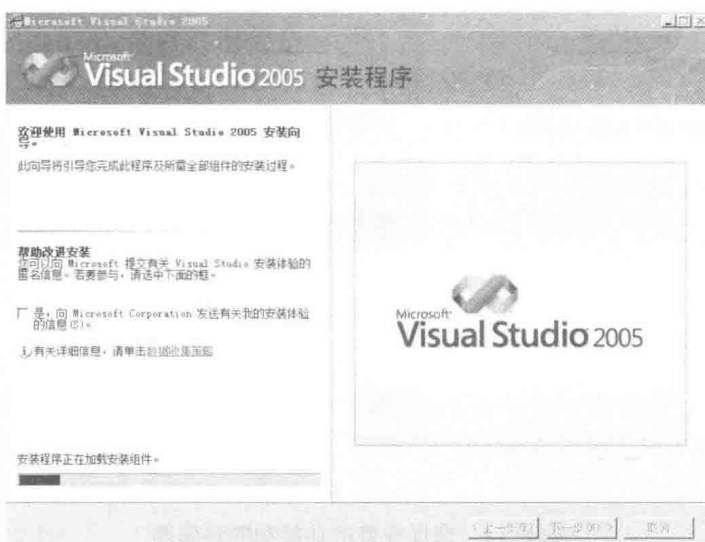 Microsoft Visual Studio 2005
Microsoft
Visual Studio 2005 安装程序
欢迎使用 Microsoft Visual Studio 2005 安装向
导。
此向导将引导您完成此程序及所需全部组件的安装过程。
帮助改进安装
您可以向 Microsoft 提交有关 Visual Studio 安装体验的
匿名信息。若要参与，请选中下面的框。
是，向 Microsoft Corporation 发送有关我的安装体验
的信息(S)。
有关详细信息，请单击数据收集策略
Microsoft
Visual Studio 2005
安装程序正在加载安装组件。
<上一步(P) 下一步(N)> 取消